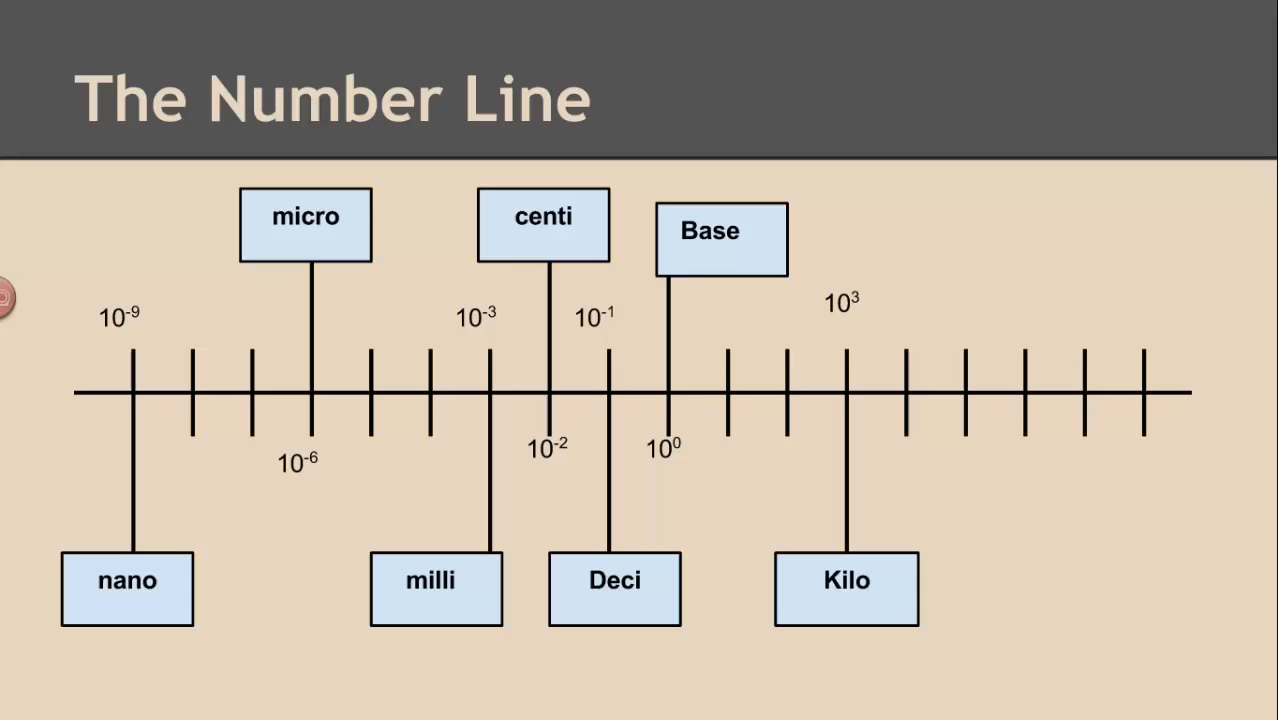 The Number Line
micro
centi
Base
10⁻⁹
10⁻³
10⁻¹
10³
10⁻⁶
10⁻²
10⁰
nano
milli
Deci
Kilo